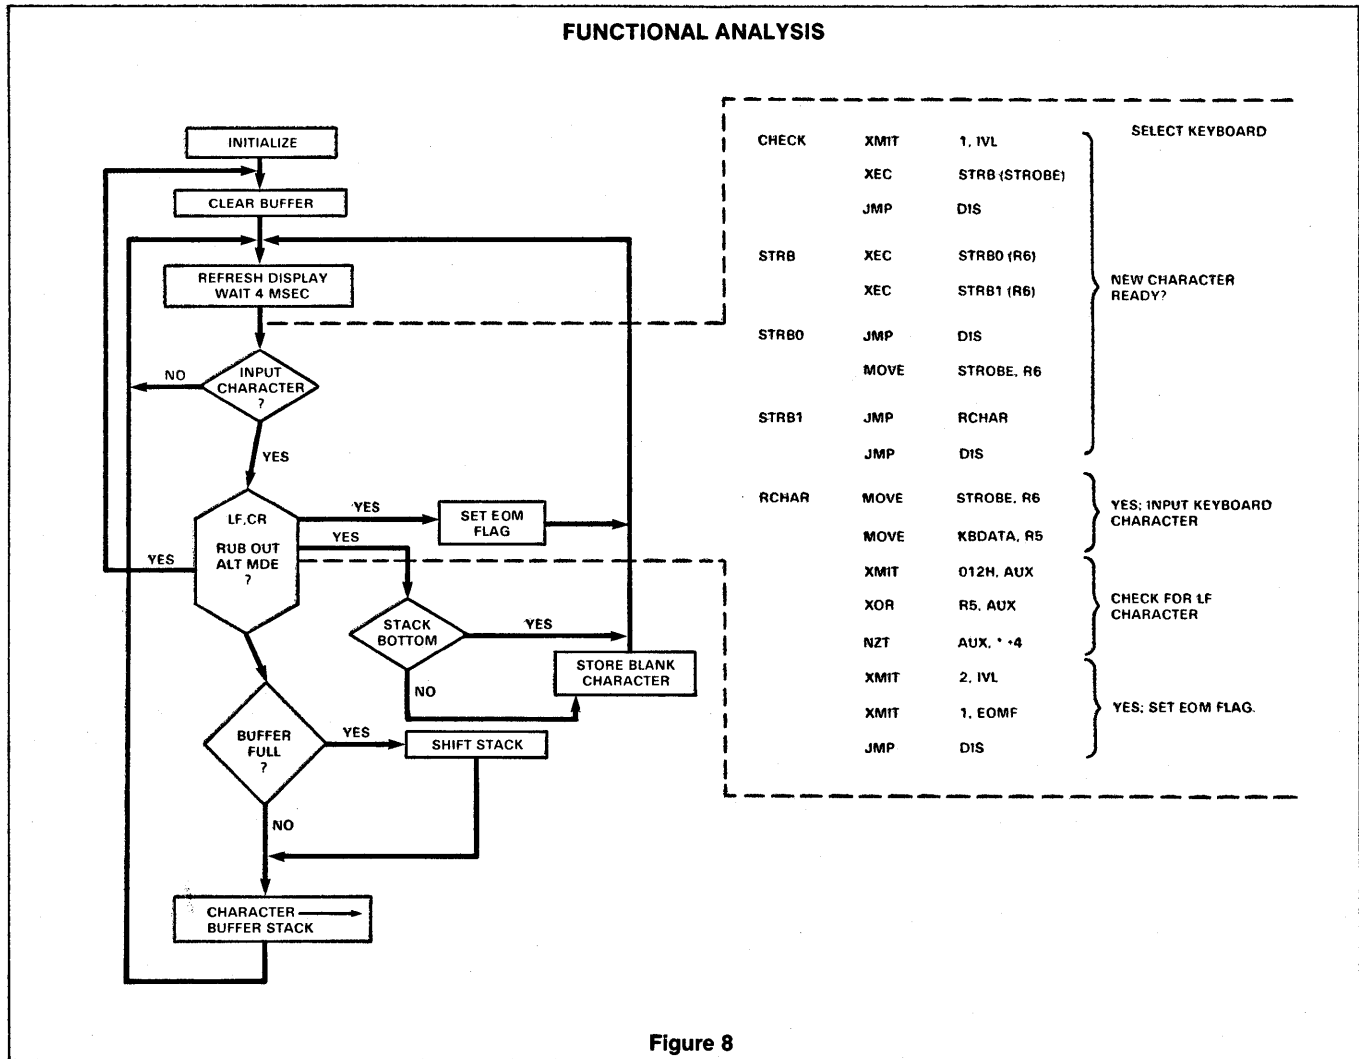 FUNCTIONAL ANALYSIS
INITIALIZE
CLEAR BUFFER
REFRESH DISPLAY
WAIT 4 MSEC
INPUT
CHARACTER
?
NO
YES
LF,CR
RUB OUT
ALT MDE
?
YES
YES
YES
SET EOM
FLAG
STACK
BOTTOM
YES
NO
STORE BLANK
CHARACTER
BUFFER
FULL
?
YES
SHIFT STACK
NO
CHARACTER
BUFFER STACK
CHECK XMIT 1, IVL
XEC STRB (STROBE)
JMP DIS
STRB XEC STRB0 (R6)
XEC STRB1 (R6)
STRB0 JMP DIS
MOVE STROBE, R6
STRB1 JMP RCHAR
JMP DIS
RCHAR MOVE STROBE, R6
MOVE KBDATA, R5
XMIT 012H, AUX
XOR R5, AUX
NZT AUX, * +4
XMIT 2, IVL
XMIT 1, EOMF
JMP DIS
SELECT KEYBOARD
NEW CHARACTER
READY?
YES; INPUT KEYBOARD
CHARACTER
CHECK FOR LF
CHARACTER
YES; SET EOM FLAG.
Figure 8